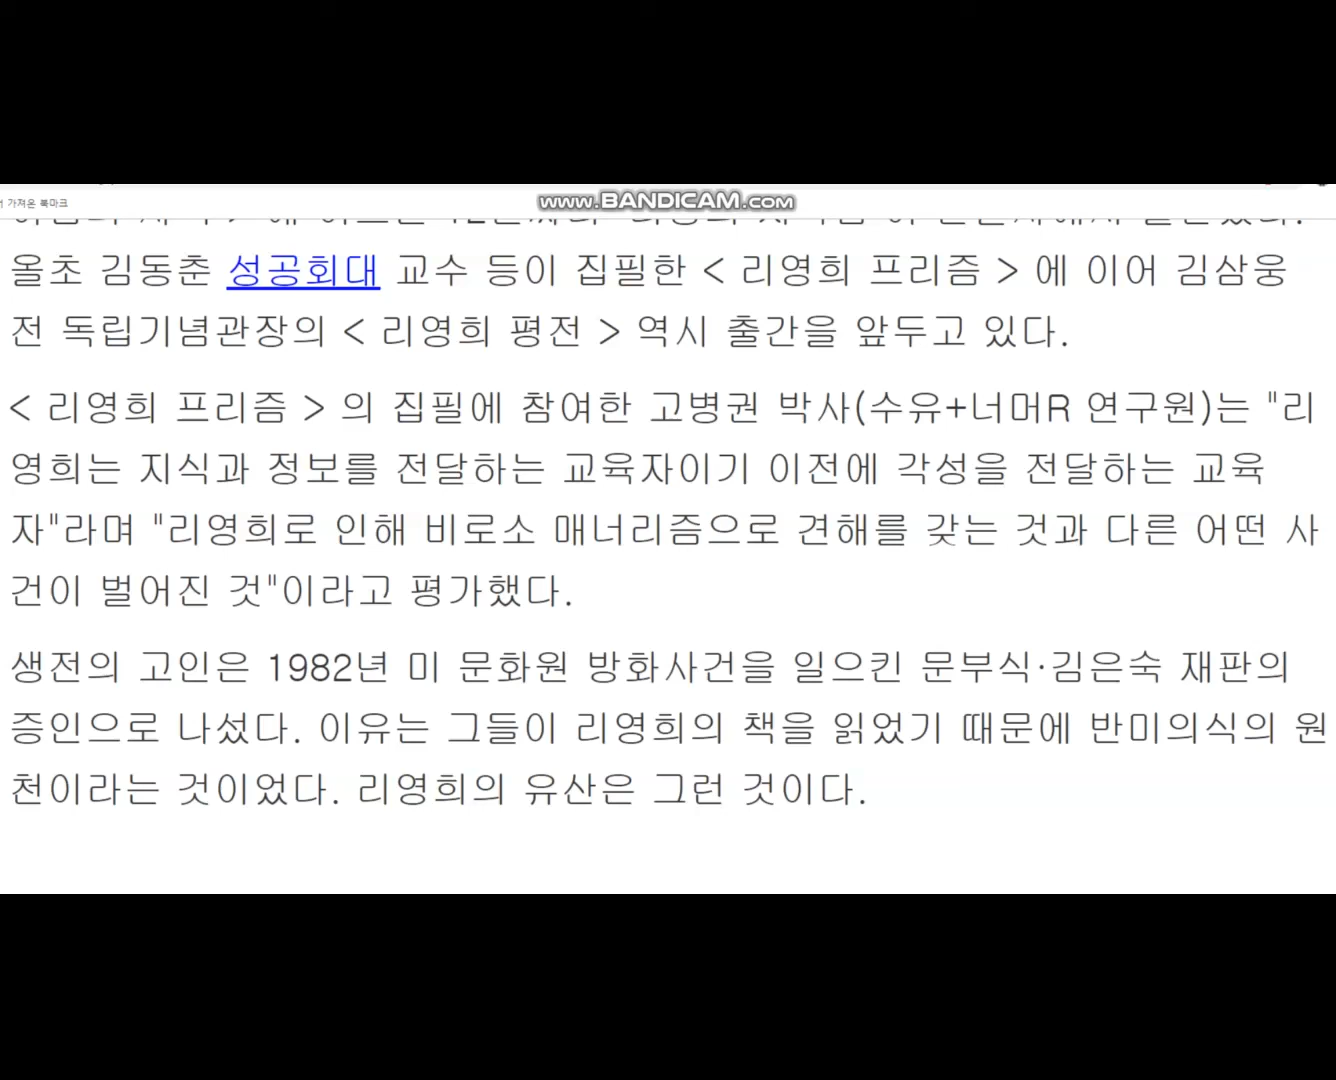 가져온 북마크
www.BANDICAM.com
올초 김동춘 성공회대 교수 등이 집필한 < 리영희 프리즘 > 에 이어 김삼웅
전 독립기념관장의 < 리영희 평전 > 역시 출간을 앞두고 있다.
< 리영희 프리즘 > 의 집필에 참여한 고병권 박사(수유+너머R 연구원)는 "리
영희는 지식과 정보를 전달하는 교육자이기 이전에 각성을 전달하는 교육
자"라며 "리영희로 인해 비로소 매너리즘으로 견해를 갖는 것과 다른 어떤 사
건이 벌어진 것"이라고 평가했다.
생전의 고인은 1982년 미 문화원 방화사건을 일으킨 문부식·김은숙 재판의
증인으로 나섰다. 이유는 그들이 리영희의 책을 읽었기 때문에 반미의식의 원
천이라는 것이었다. 리영희의 유산은 그런 것이다.